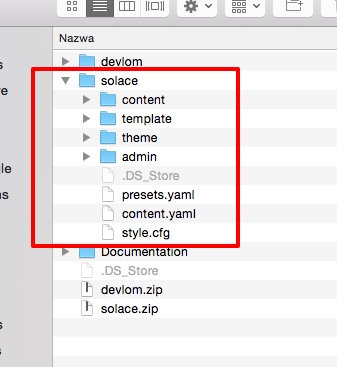 Nazwa
devlom
solace
content
template
theme
admin
.DS_Store
presets.yaml
content.yaml
style.cfg
Documentation
.DS_Store
devlom.zip
solace.zip